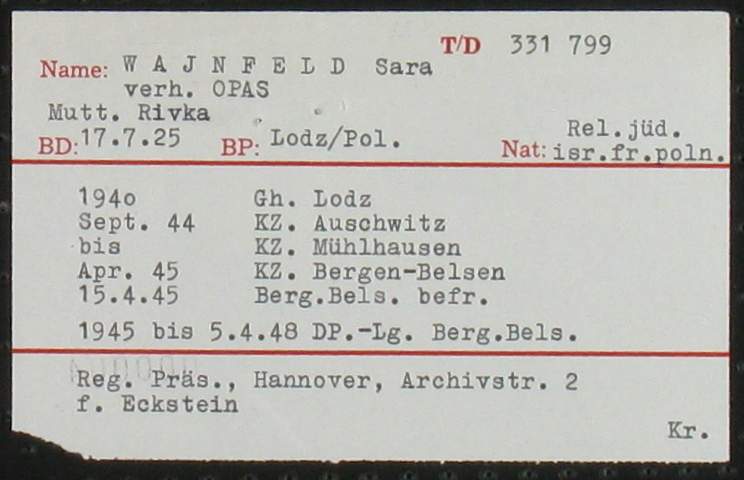 T/D 331 799
Name: W A J N F E L D Sara
verh. OPAS
Mutt. Rivka
BD: 17.7.25 BP: Lodz/Pol. Rel.jüd.
Nat: isr.fr.poln.
194o Gh. Lodz
Sept. 44 KZ. Auschwitz
bis KZ. Mühlhausen
Apr. 45 KZ. Bergen-Belsen
15.4.45 Berg.Bels. befr.
1945 bis 5.4.48 DP.-Lg. Berg.Bels.
Reg. Präs., Hannover, Archivstr. 2
f. Eckstein
Kr.